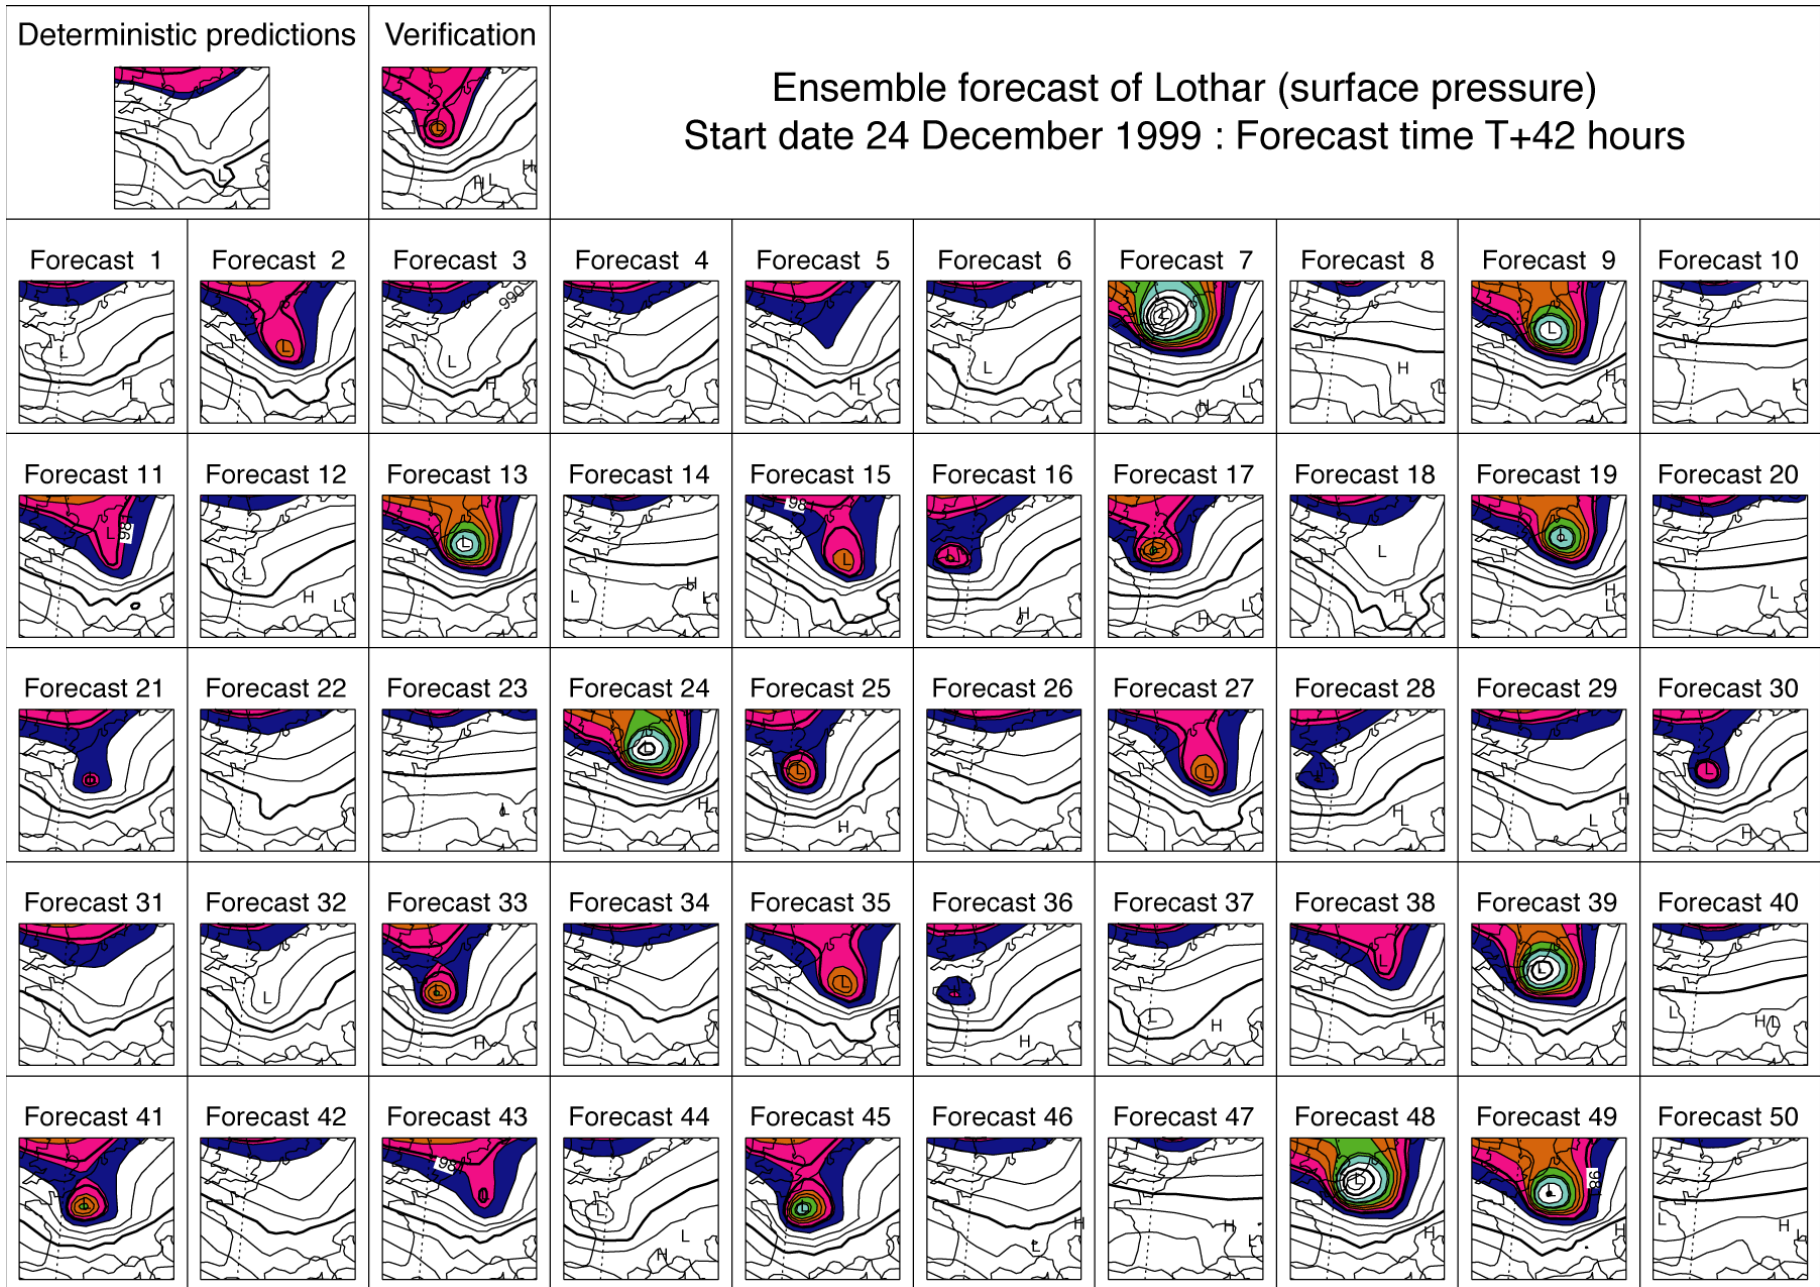 Deterministic predictions
Verification
Ensemble forecast of Lothar (surface pressure)
Start date 24 December 1999 : Forecast time T+42 hours
L
L
H
L
H
Forecast 1
Forecast 2
Forecast 3
Forecast 4
Forecast 5
Forecast 6
Forecast 7
Forecast 8
Forecast 9
Forecast 10
990
L
H
L
L
H
H
L
L
L
H
L
H
L
L
H
L
Forecast 11
Forecast 12
Forecast 13
Forecast 14
Forecast 15
Forecast 16
Forecast 17
Forecast 18
Forecast 19
Forecast 20
L
98
L
H
L
L
L
H
98
L
L
H
H
L
L
H
L
L
H
L
L
Forecast 21
Forecast 22
Forecast 23
Forecast 24
Forecast 25
Forecast 26
Forecast 27
Forecast 28
Forecast 29
Forecast 30
L
L
H
L
H
L
H
L
L
H
L
H
Forecast 31
Forecast 32
Forecast 33
Forecast 34
Forecast 35
Forecast 36
Forecast 37
Forecast 38
Forecast 39
Forecast 40
L
L
H
L
H
H
L
H
L
H
L
L
H
L
H
L
Forecast 41
Forecast 42
Forecast 43
Forecast 44
Forecast 45
Forecast 46
Forecast 47
Forecast 48
Forecast 49
Forecast 50
L
98
L
L
H
L
L
H
H
L
L
H
L
98
H
L
H
L